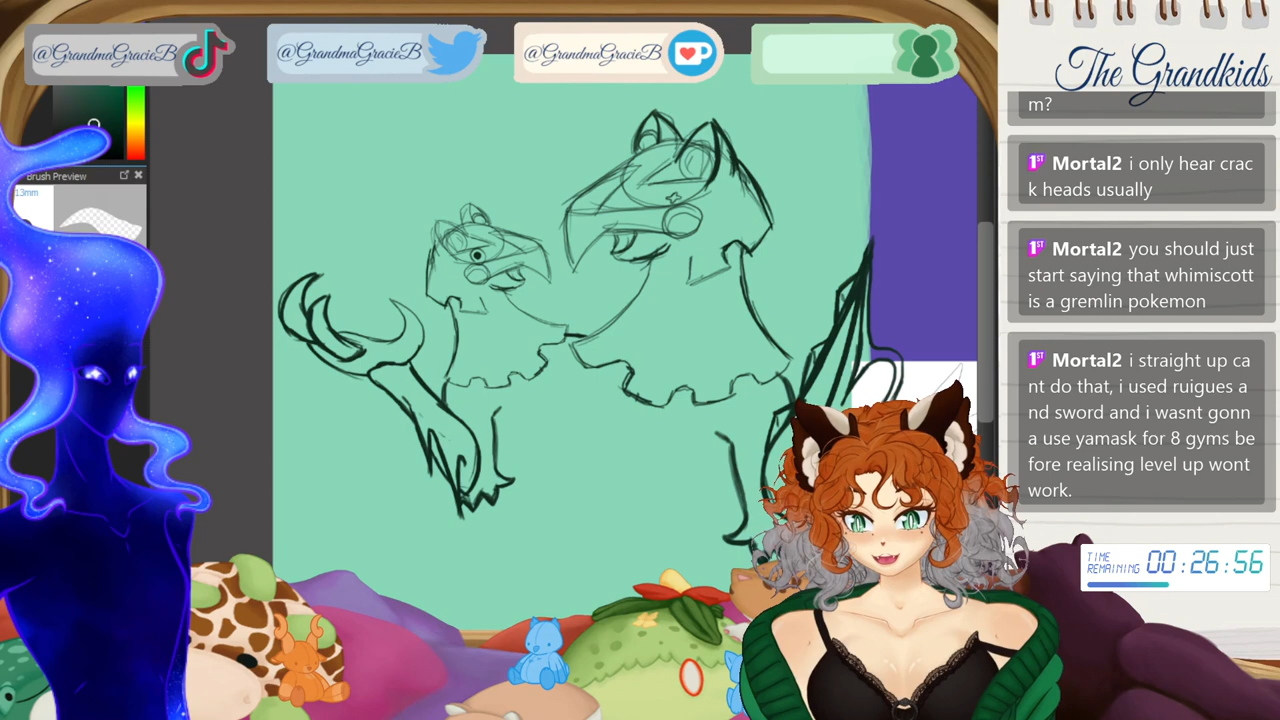 @GrandmaGracieB
@GrandmaGracieB
@GrandmaGracieB
The Grandkids
m?
Brush Preview
13mm
1ST Mortal2 i only hear crac
k heads usually
1ST Mortal2 you should just
start saying that whimiscott
is a gremlin pokemon
1ST Mortal2 i straight up ca
nt do that, i used ruigues a
nd sword and i wasnt gonn
a use yamask for 8 gyms be
fore realising level up wont
work.
TIME
REMAINING 00:26:56